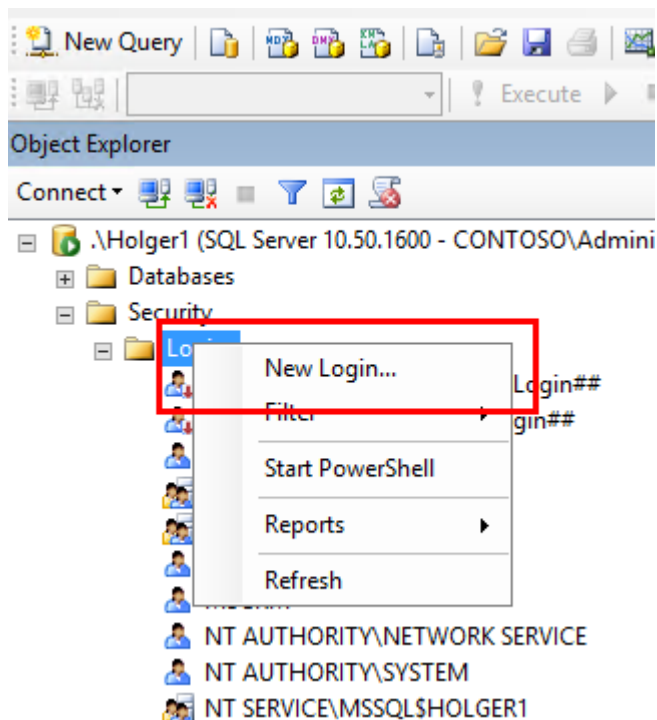 New Query
Execute
Object Explorer
Connect
.\Holger1 (SQL Server 10.50.1600 - CONTOSO\Admini
Databases
Security
New Login...
Login##
Filter
gin##
Start PowerShell
Reports
Refresh
NT AUTHORITY\NETWORK SERVICE
NT AUTHORITY\SYSTEM
NT SERVICE\MSSQL$HOLGER1